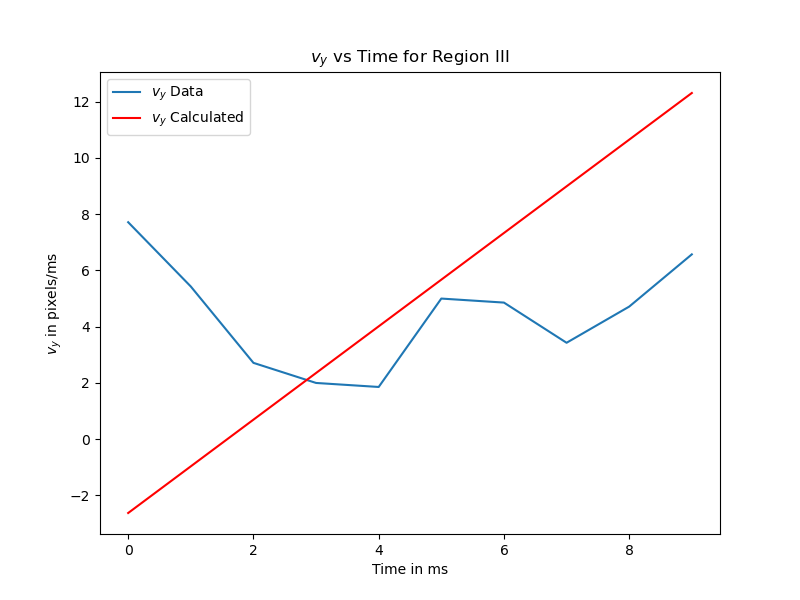 v_y vs Time for Region III
v_y Data
v_y Calculated
12
10
8
6
4
2
0
−2
v_y in pixels/ms
0 2 4 6 8
Time in ms